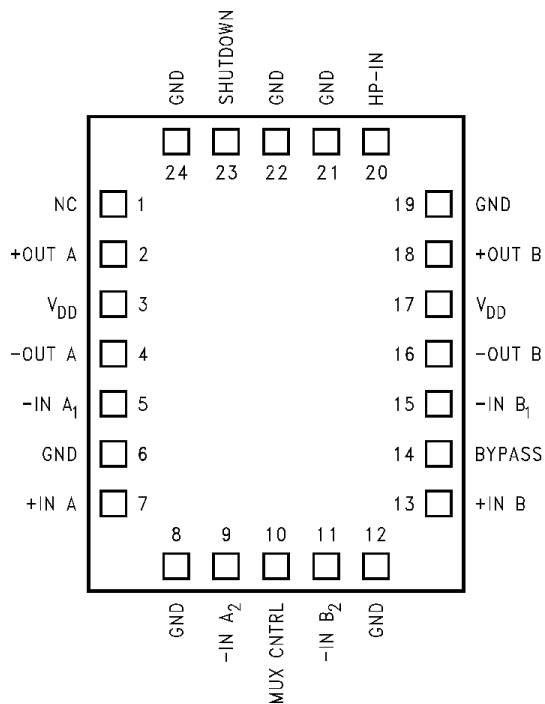 GND SHUTDOWN GND GND HP-IN
24 23 22 21 20
NC 1 19 GND
+OUT A 2 18 +OUT B
VDD 3 17 VDD
-OUT A 4 16 -OUT B
-IN A1 5 15 -IN B1
GND 6 14 BYPASS
+IN A 7 13 +IN B
8 9 10 11 12
GND -IN A2 MUX CNTRL -IN B2 GND